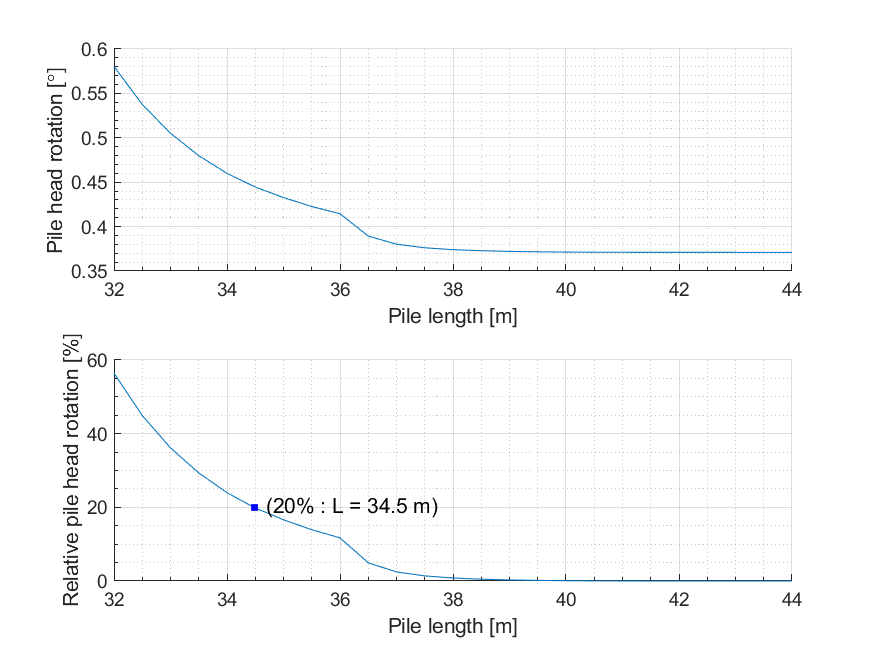 Pile head rotation [°]
0.6
0.55
0.5
0.45
0.4
0.35
32 34 36 38 40 42 44
Pile length [m]
Relative pile head rotation [%]
60
40
20
0
(20% : L = 34.5 m)
32 34 36 38 40 42 44
Pile length [m]